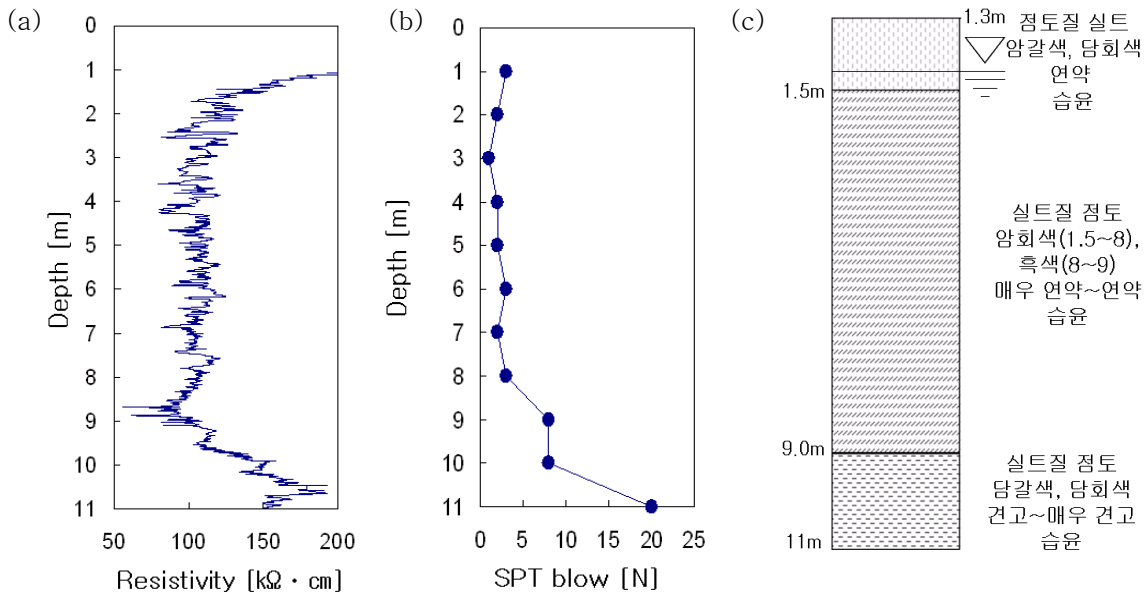 (a)
0
1
2
3
4
5
6
7
8
9
10
11
Depth [m]
50
100
150
200
Resistivity [kΩ · cm]
(b)
0
1
2
3
4
5
6
7
8
9
10
11
Depth [m]
0
5
10
15
20
25
SPT blow [N]
(c)
1.3m
점토질 실트
암갈색, 담회색
연약
습윤
1.5m
실트질 점토
암회색(1.5~8),
흑색(8~9)
매우 연약~연약
습윤
9.0m
실트질 점토
담갈색, 담회색
견고~매우 견고
습윤
11m